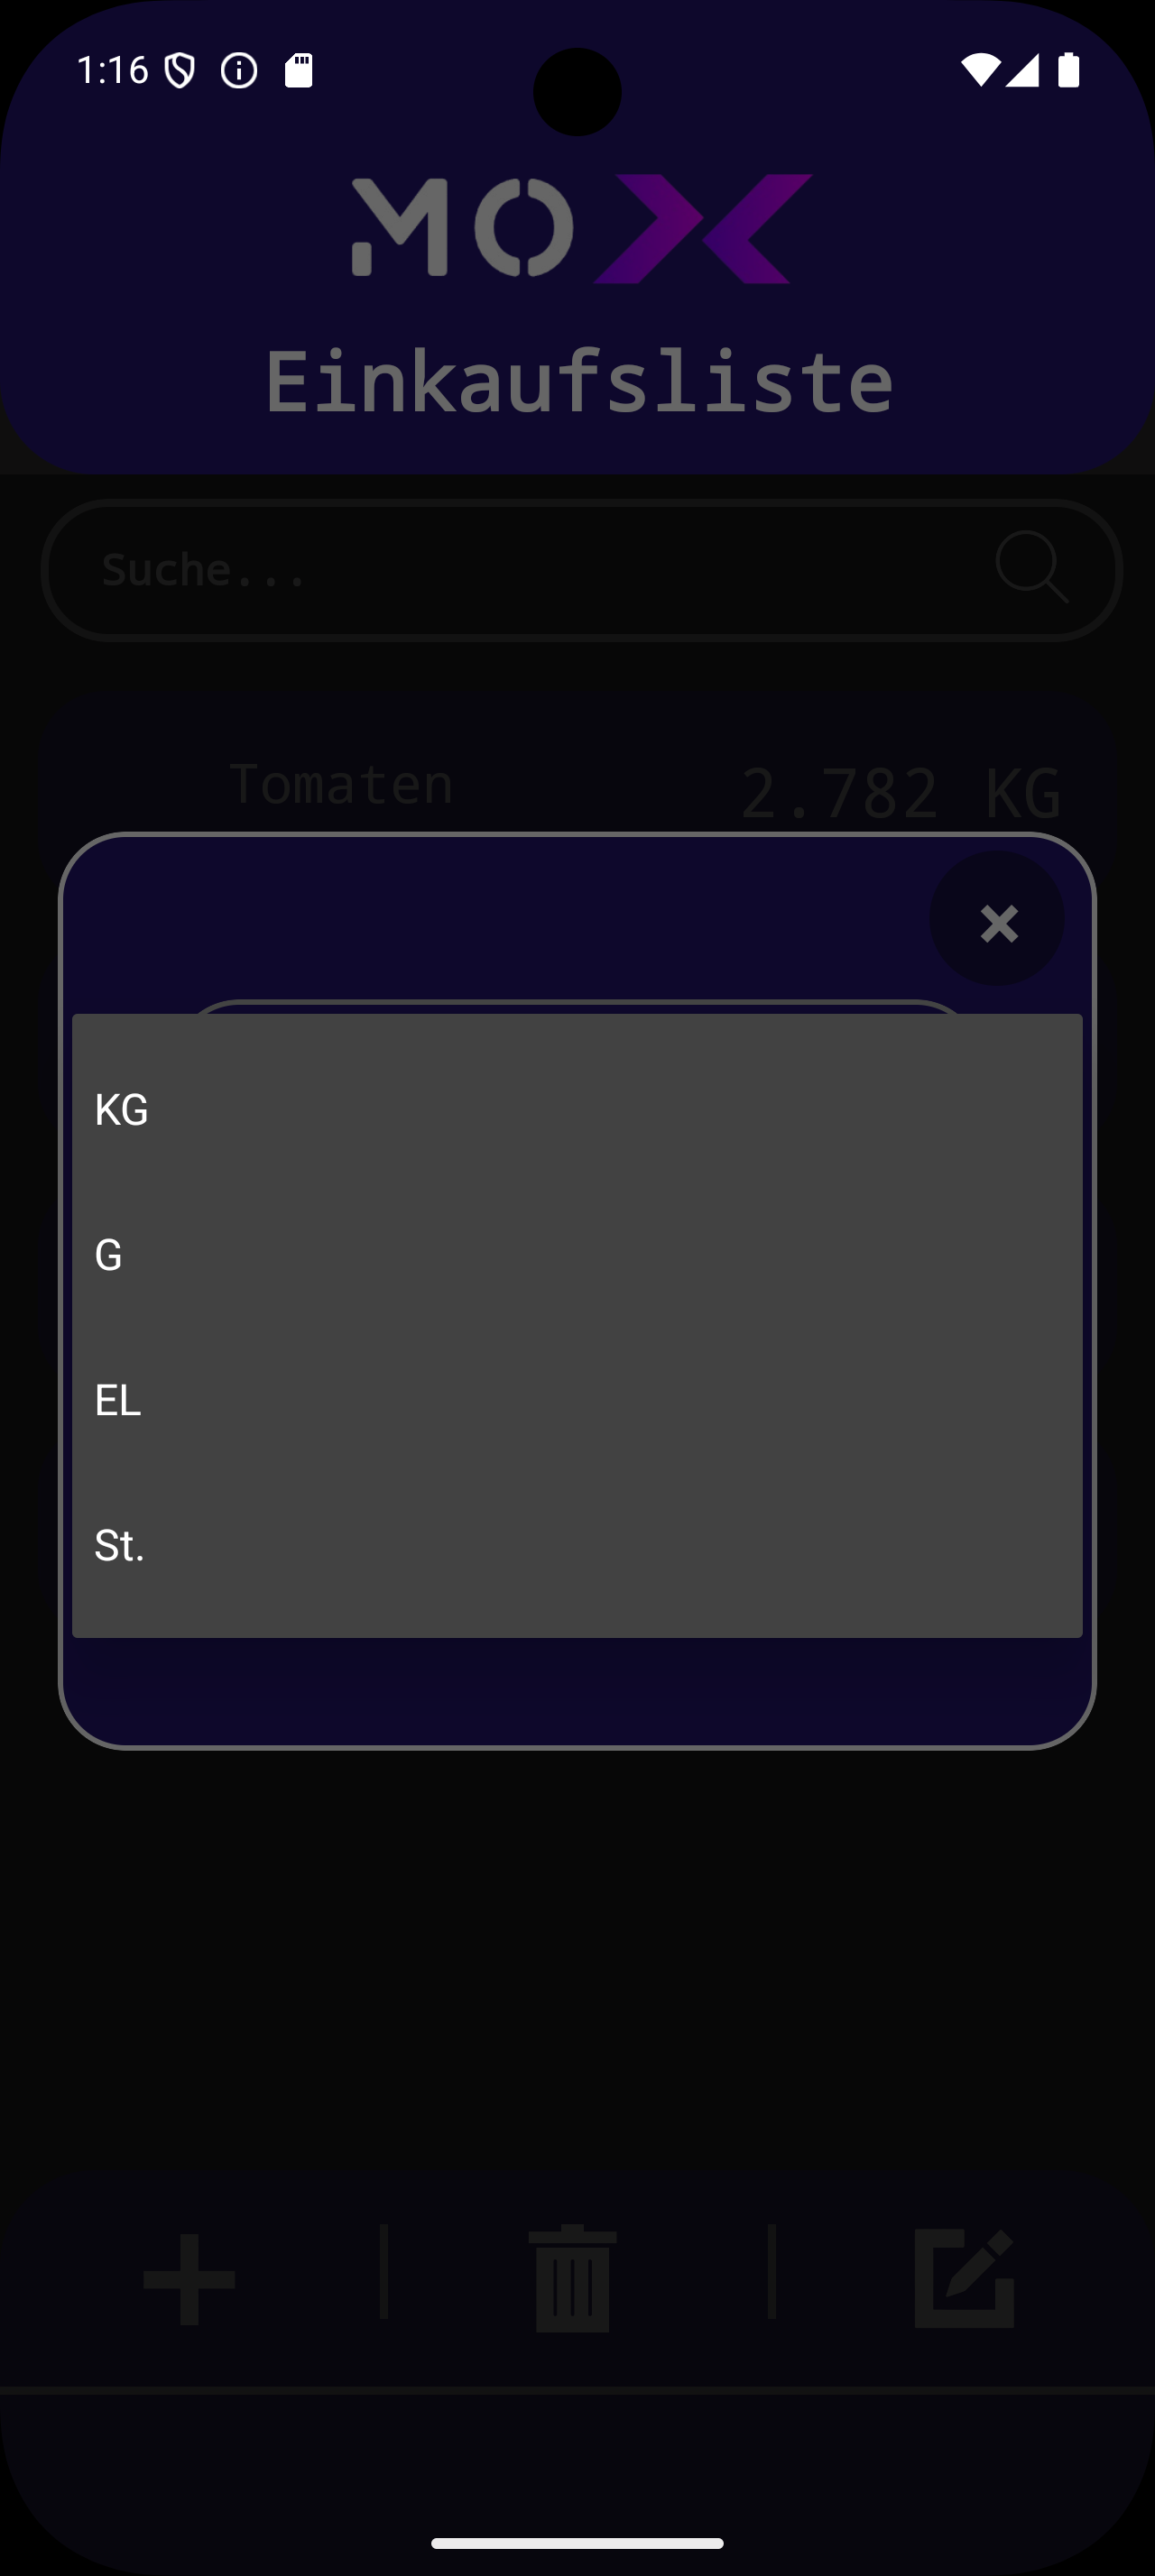 1:16
MOX
Einkaufsliste
Suche...
Tomaten 2.782 KG
KG
G
EL
St.